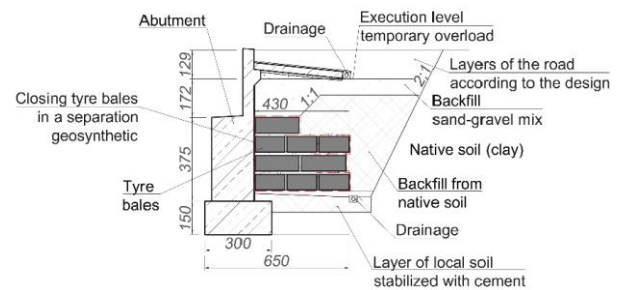 Abutment
Drainage
Execution level
temporary overload
Layers of the road
according to the design
129
172
375
150
430
1:1
2:1
Backfill
sand-gravel mix
Closing tyre bales
in a separation
geosynthetic
Native soil (clay)
Tyre
bales
Backfill from
native soil
Drainage
300
650
Layer of local soil
stabilized with cement